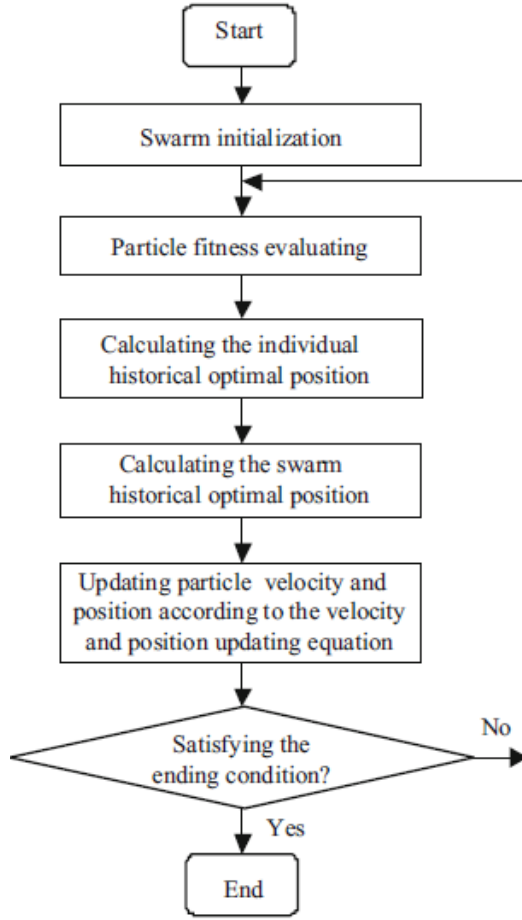 Start
Swarm initialization
Particle fitness evaluating
Calculating the individual
historical optimal position
Calculating the swarm
historical optimal position
Updating particle velocity and
position according to the velocity
and position updating equation
Satisfying the
ending condition?
No
Yes
End